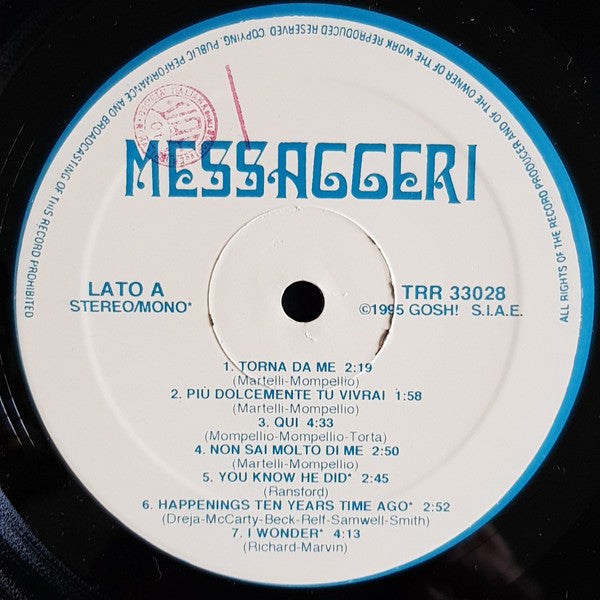 ALL RIGHTS OF THE RECORD PRODUCER AND OF THE OWNER OF THE WORK REPRODUCED RESERVED COPYING, PUBLIC PERFORMANCE AND BROADCASTING OF THIS RECORD PROHIBITED
MESSAGGERI
LATO A
STEREO/MONO*
TRR 33028
©1995 GOSH! S.I.A.E.
1. TORNA DA ME 2:19
(Martelli-Mompellio)
2. PIÙ DOLCEMENTE TU VIVRAI 1:58
(Martelli-Mompellio)
3. QUI 4:33
(Mompellio-Mompellio-Torta)
4. NON SAI MOLTO DI ME 2:50
(Martelli-Mompellio)
5. YOU KNOW HE DID* 2:45
(Ransford)
6. HAPPENINGS TEN YEARS TIME AGO* 2:52
(Dreja-McCarty-Beck-Relf-Samwell-Smith)
7. I WONDER* 4:13
(Richard-Marvin)